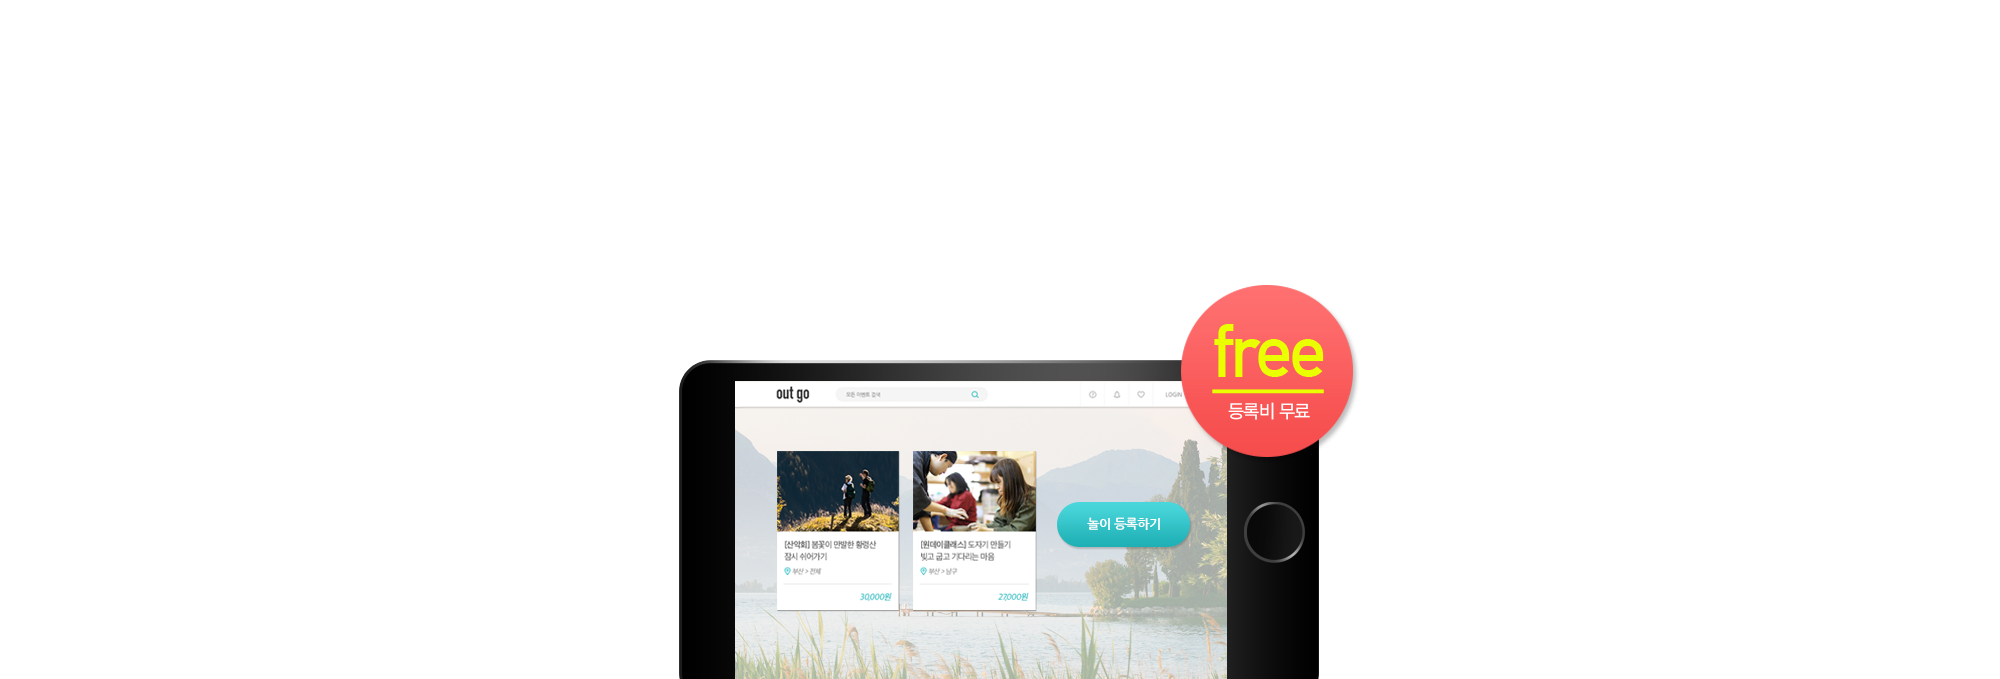 free
등록비 무료
out go
모든 이벤트 검색
LOGIN
놀이 등록하기
[산악회] 봄꽃이 만발한 황령산
잠시 쉬어가기
부산 > 전체
30,000원
[원데이클래스] 도자기 만들기
빚고 굽고 기다리는 마음
부산 > 남구
27,000원